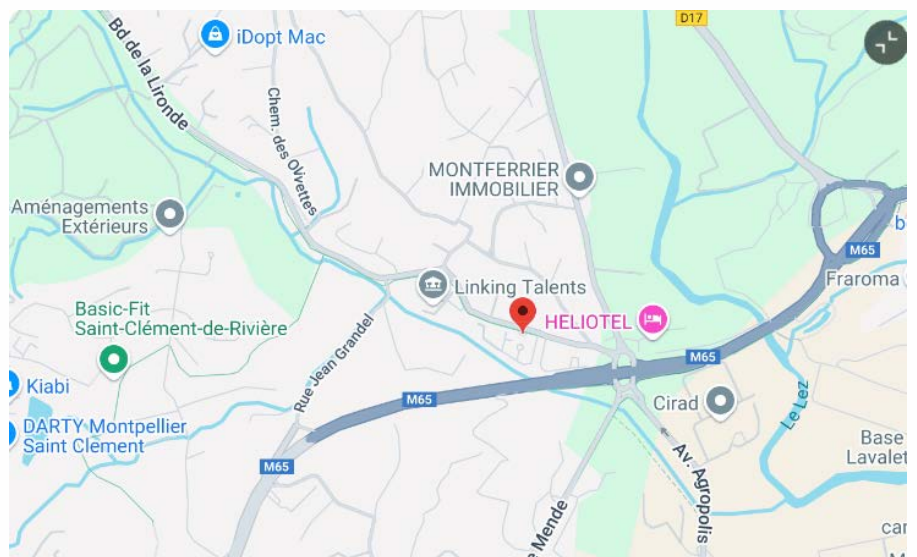 D17
iDopt Mac
Bd de la Lironde
Chem. des Olivettes
MONTFERRIER
IMMOBILIER
Aménagements
Extérieurs
M65
Linking Talents
Fraroma
Basic-Fit
Saint-Clément-de-Rivière
HELIOTEL
Rue Jean Grandel
M65
Kiabi
M65
Cirad
Le Lez
DARTY Montpellier
Saint Clement
Base
Lavalet
M65
Av. Agropolis
Mende
car